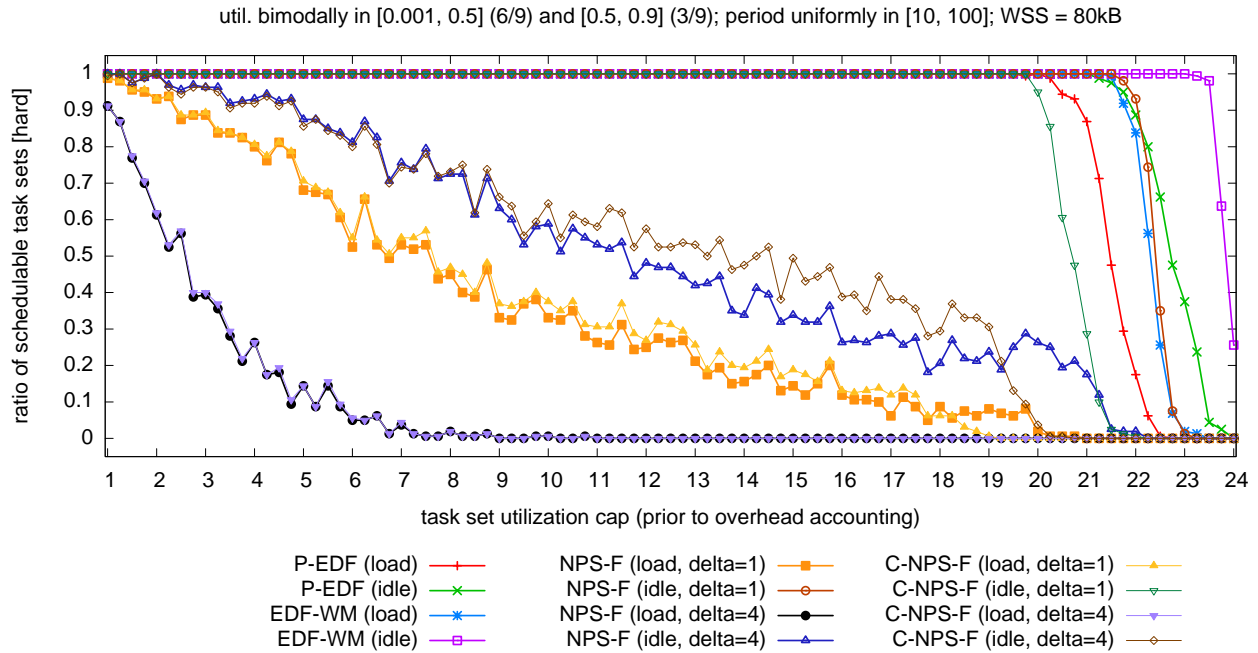 util. bimodally in [0.001, 0.5] (6/9) and [0.5, 0.9] (3/9); period uniformly in [10, 100]; WSS = 80kB
ratio of schedulable task sets [hard]
1
0.9
0.8
0.7
0.6
0.5
0.4
0.3
0.2
0.1
0
1 2 3 4 5 6 7 8 9 10 11 12 13 14 15 16 17 18 19 20 21 22 23 24
task set utilization cap (prior to overhead accounting)
P-EDF (load) NPS-F (load, delta=1) C-NPS-F (load, delta=1)
P-EDF (idle) NPS-F (idle, delta=1) C-NPS-F (idle, delta=1)
EDF-WM (load) NPS-F (load, delta=4) C-NPS-F (load, delta=4)
EDF-WM (idle) NPS-F (idle, delta=4) C-NPS-F (idle, delta=4)